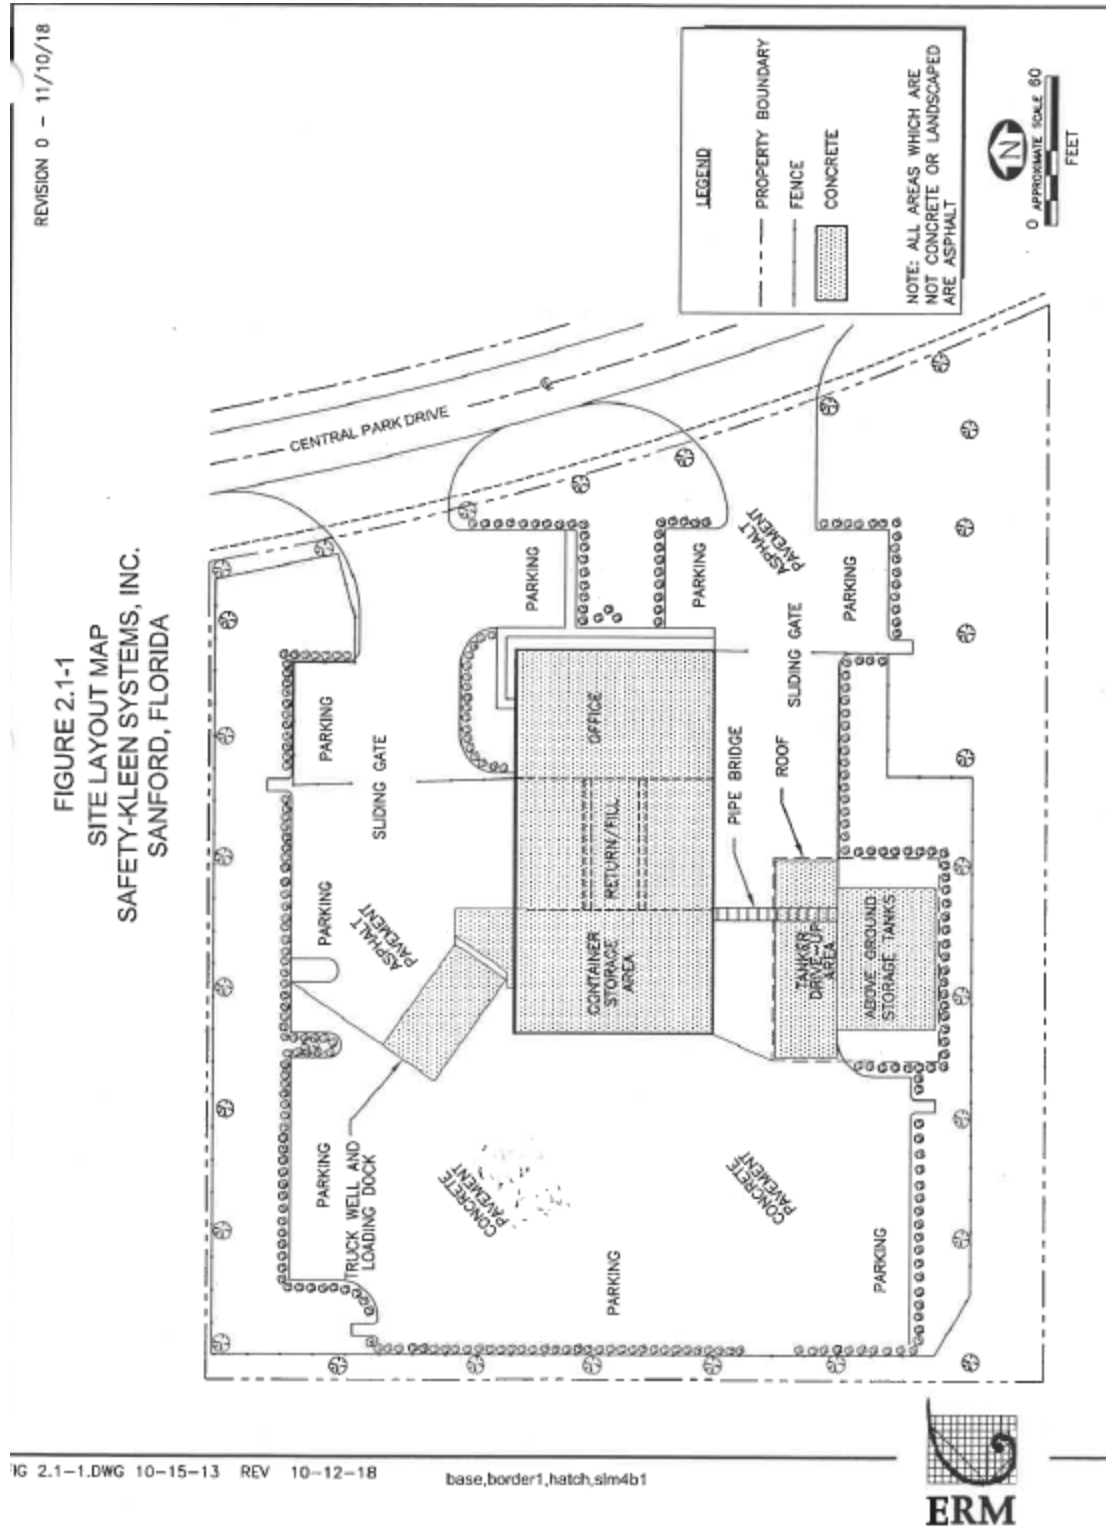 REVISION 0 - 11/10/18
FIGURE 2.1-1
SITE LAYOUT MAP
SAFETY-KLEEN SYSTEMS, INC.
SANFORD, FLORIDA
LEGEND
PROPERTY BOUNDARY
FENCE
CONCRETE
NOTE: ALL AREAS WHICH ARE
NOT CONCRETE OR LANDSCAPED
ARE ASPHALT
N
0 APPROXIMATE SCALE 60
FEET
CENTRAL PARK DRIVE
PARKING
PARKING
ASPHALT
PAVEMENT
PARKING
SLIDING GATE
PARKING
SLIDING GATE
OFFICE
PIPE BRIDGE
ROOF
RETURN/FILL
PARKING
ASPHALT
PAVEMENT
CONTAINER
STORAGE
AREA
TANKER
DRIVE-UP
AREA
ABOVE GROUND
STORAGE TANKS
PARKING
TRUCK WELL AND
LOADING DOCK
CONCRETE
PAVEMENT
CONCRETE
PAVEMENT
PARKING
PARKING
IG 2.1-1.DWG 10-15-13 REV 10-12-18
base,border1,hatch,slm4b1
ERM